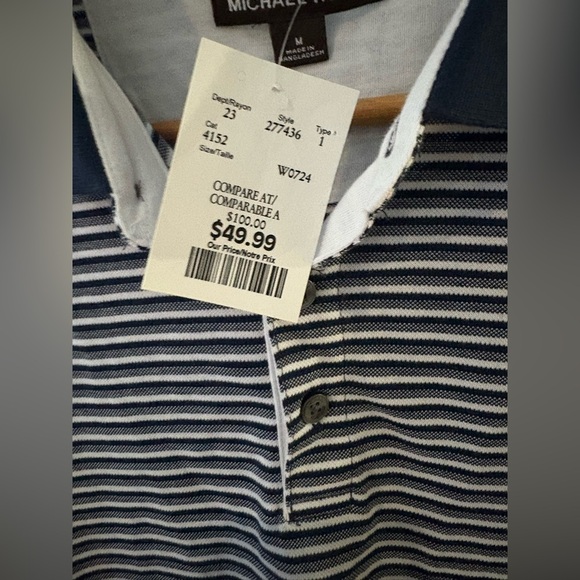 MICHAEL
M
MADE IN
BANGLADESH
Dept/Rayon
23
Style
277436
Type
1
Cat
4152
Size/Taille
W0724
COMPARE AT/
COMPARABLE A
$100.00
$49.99
Our Price/Notre Prix